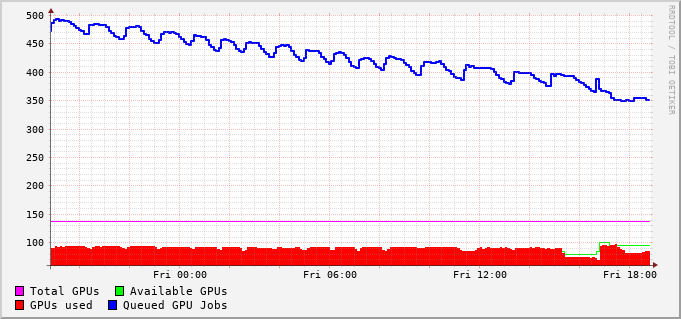 500
450
400
350
300
250
200
150
100
Fri 00:00 Fri 06:00 Fri 12:00 Fri 18:00
Total GPUs Available GPUs
GPUs used Queued GPU Jobs
RRDTOOL / TOBI OETIKER